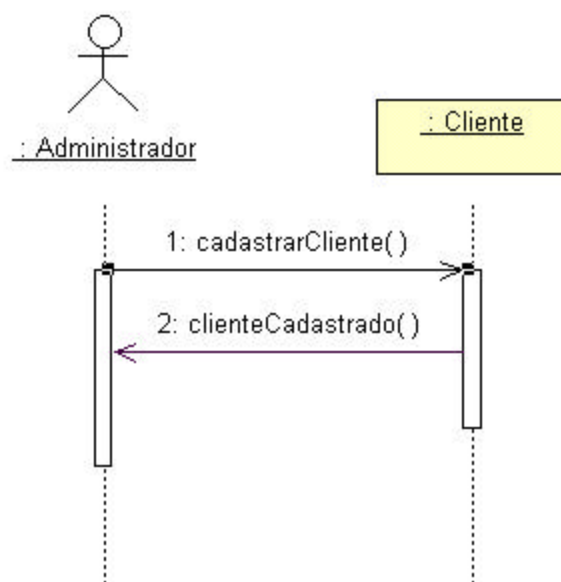 : Administrador
: Cliente
1: cadastrarCliente( )
2: clienteCadastrado( )